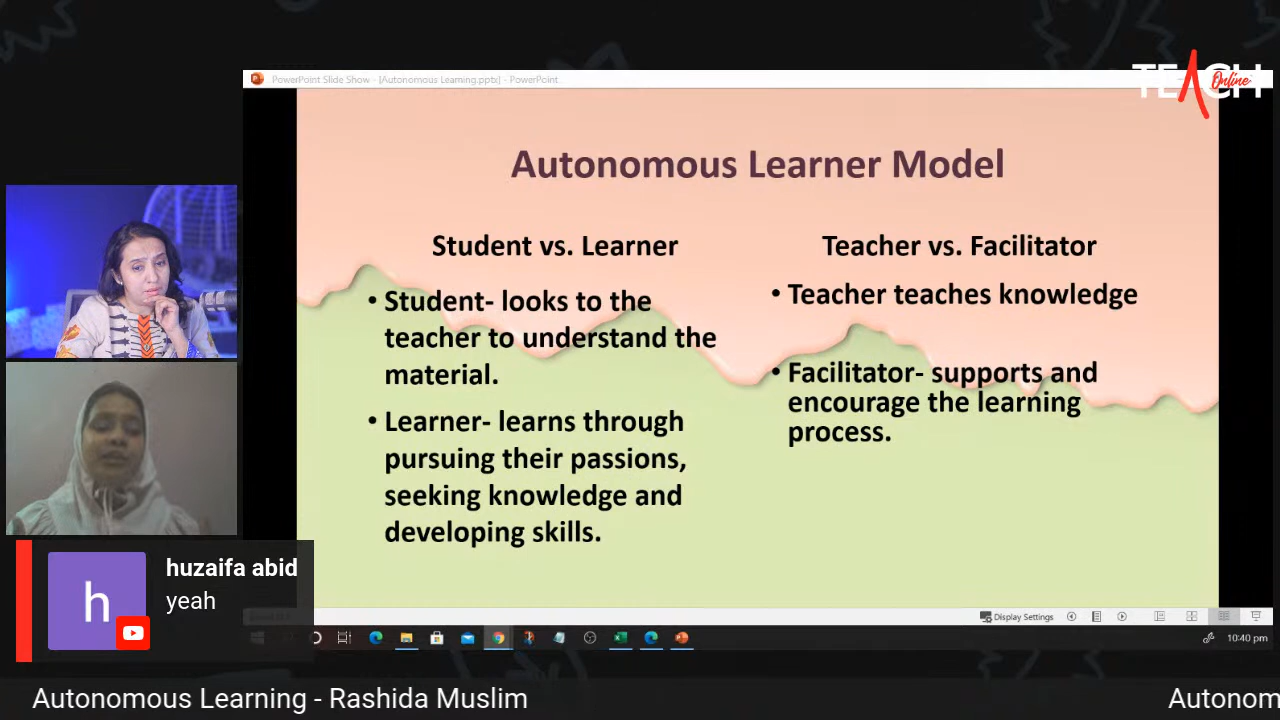 PowerPoint Slide Show - [Autonomous Learning.pptx] - PowerPoint
TEACH
Online
Autonomous Learner Model
Student vs. Learner
• Student- looks to the
teacher to understand the
material.
• Learner- learns through
pursuing their passions,
seeking knowledge and
developing skills.
Teacher vs. Facilitator
• Teacher teaches knowledge
• Facilitator- supports and
encourage the learning
process.
h
huzaifa abid
yeah
Display Settings
10:40 pm
Autonomous Learning - Rashida Muslim
Autonom